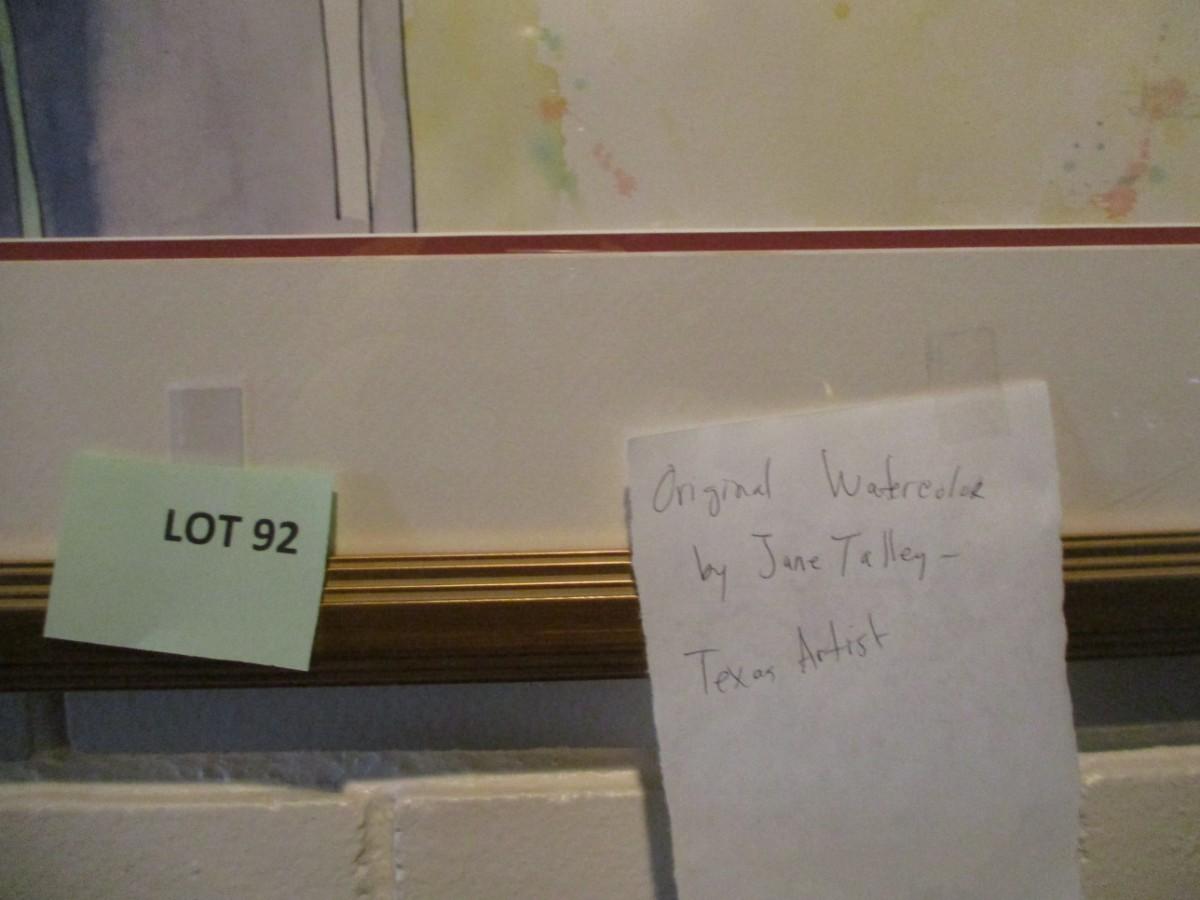 LOT 92
Original Watercolor
by Jane Talley -
Texas Artist